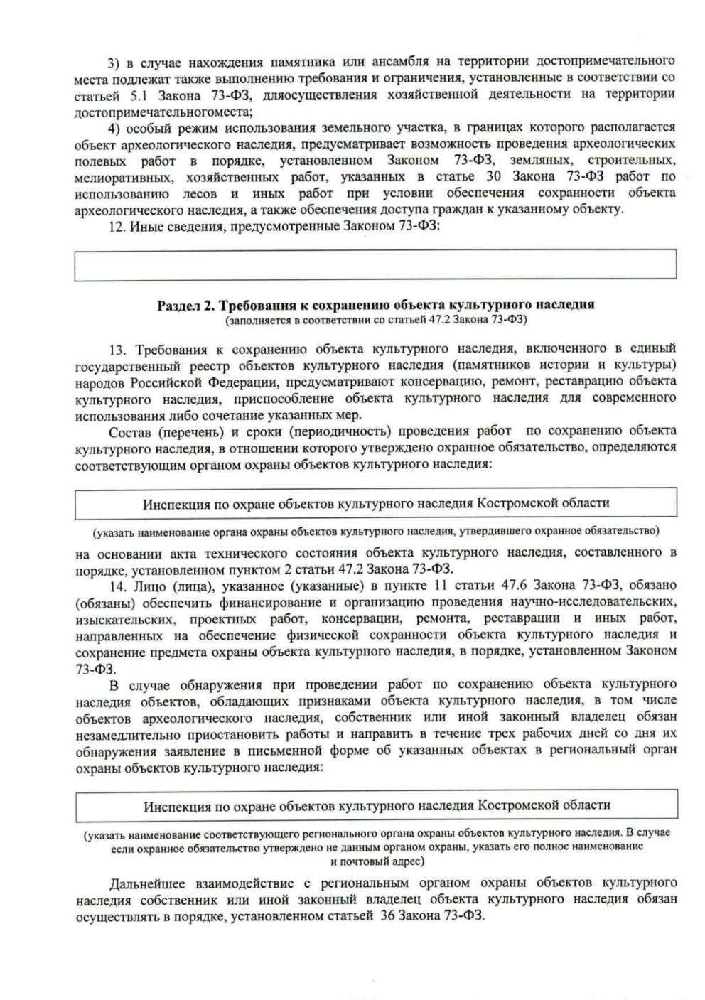 3) в случае нахождения памятника или ансамбля на территории достопримечательного
места подлежат также выполнению требования и ограничения, установленные в соответствии со
статьей 5.1 Закона 73-ФЗ, дляосуществления хозяйственной деятельности на территории
достопримечательногоместа;
4) особый режим использования земельного участка, в границах которого располагается
объект археологического наследия, предусматривает возможность проведения археологических
полевых работ в порядке, установленном Законом 73-ФЗ, земляных, строительных,
мелиоративных, хозяйственных работ, указанных в статье 30 Закона 73-ФЗ работ по
использованию лесов и иных работ при условии обеспечения сохранности объекта
археологического наследия, а также обеспечения доступа граждан к указанному объекту.
12. Иные сведения, предусмотренные Законом 73-ФЗ:
Раздел 2. Требования к сохранению объекта культурного наследия
(заполняется в соответствии со статьей 47.2 Закона 73-ФЗ)
13. Требования к сохранению объекта культурного наследия, включенного в единый
государственный реестр объектов культурного наследия (памятников истории и культуры)
народов Российской Федерации, предусматривают консервацию, ремонт, реставрацию объекта
культурного наследия, приспособление объекта культурного наследия для современного
использования либо сочетание указанных мер.
Состав (перечень) и сроки (периодичность) проведения работ по сохранению объекта
культурного наследия, в отношении которого утверждено охранное обязательство, определяются
соответствующим органом охраны объектов культурного наследия:
Инспекция по охране объектов культурного наследия Костромской области
(указать наименование органа охраны объектов культурного наследия, утвердившего охранное обязательство)
на основании акта технического состояния объекта культурного наследия, составленного в
порядке, установленном пунктом 2 статьи 47.2 Закона 73-ФЗ.
14. Лицо (лица), указанное (указанные) в пункте 11 статьи 47.6 Закона 73-ФЗ, обязано
(обязаны) обеспечить финансирование и организацию проведения научно-исследовательских,
изыскательских, проектных работ, консервации, ремонта, реставрации и иных работ,
направленных на обеспечение физической сохранности объекта культурного наследия и
сохранение предмета охраны объекта культурного наследия, в порядке, установленном Законом
73-ФЗ.
В случае обнаружения при проведении работ по сохранению объекта культурного
наследия объектов, обладающих признаками объекта культурного наследия, в том числе
объектов археологического наследия, собственник или иной законный владелец обязан
незамедлительно приостановить работы и направить в течение трех рабочих дней со дня их
обнаружения заявление в письменной форме об указанных объектах в региональный орган
охраны объектов культурного наследия:
Инспекция по охране объектов культурного наследия Костромской области
(указать наименование соответствующего регионального органа охраны объектов культурного наследия. В случае
если охранное обязательство утверждено не данным органом охраны, указать его полное наименование
и почтовый адрес)
Дальнейшее взаимодействие с региональным органом охраны объектов культурного
наследия собственник или иной законный владелец объекта культурного наследия обязан
осуществлять в порядке, установленном статьей 36 Закона 73-ФЗ.